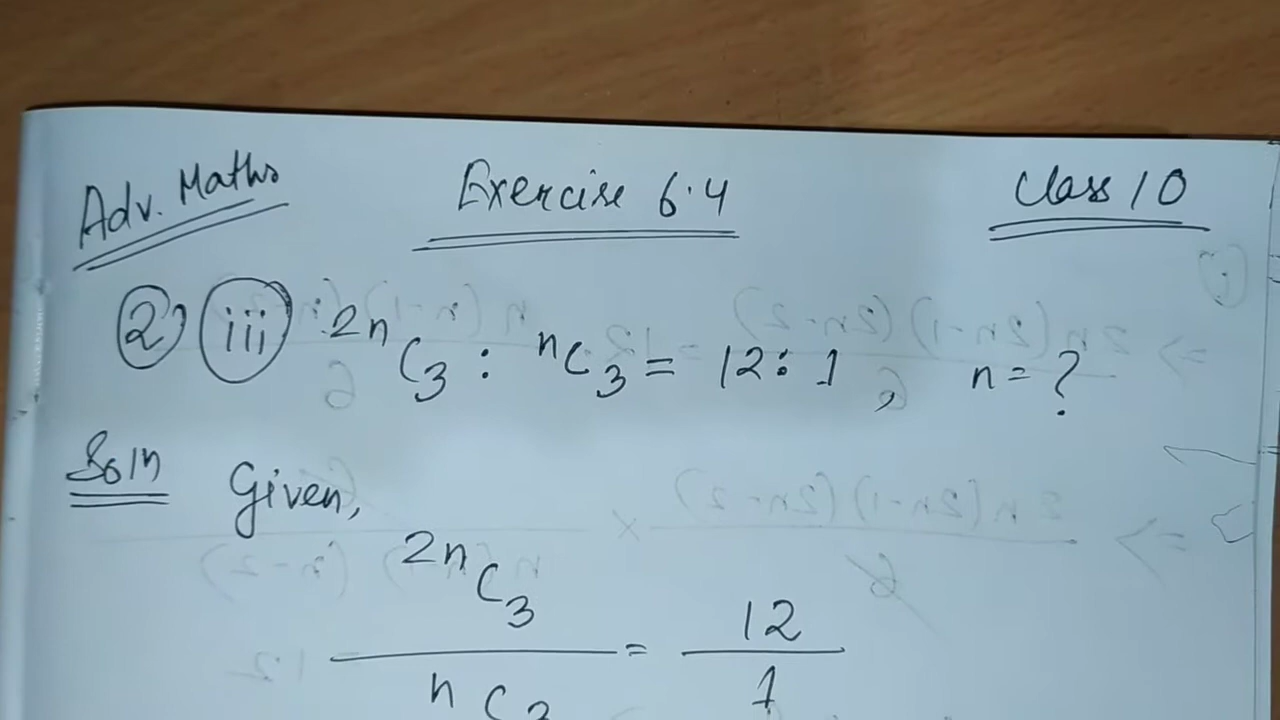 Adv. Maths Exercise 6.4 Class 10
2 iii 2nC3 : nC3 = 12:1, n = ?
Soln Given,
2nC3
= 12
nC3 1